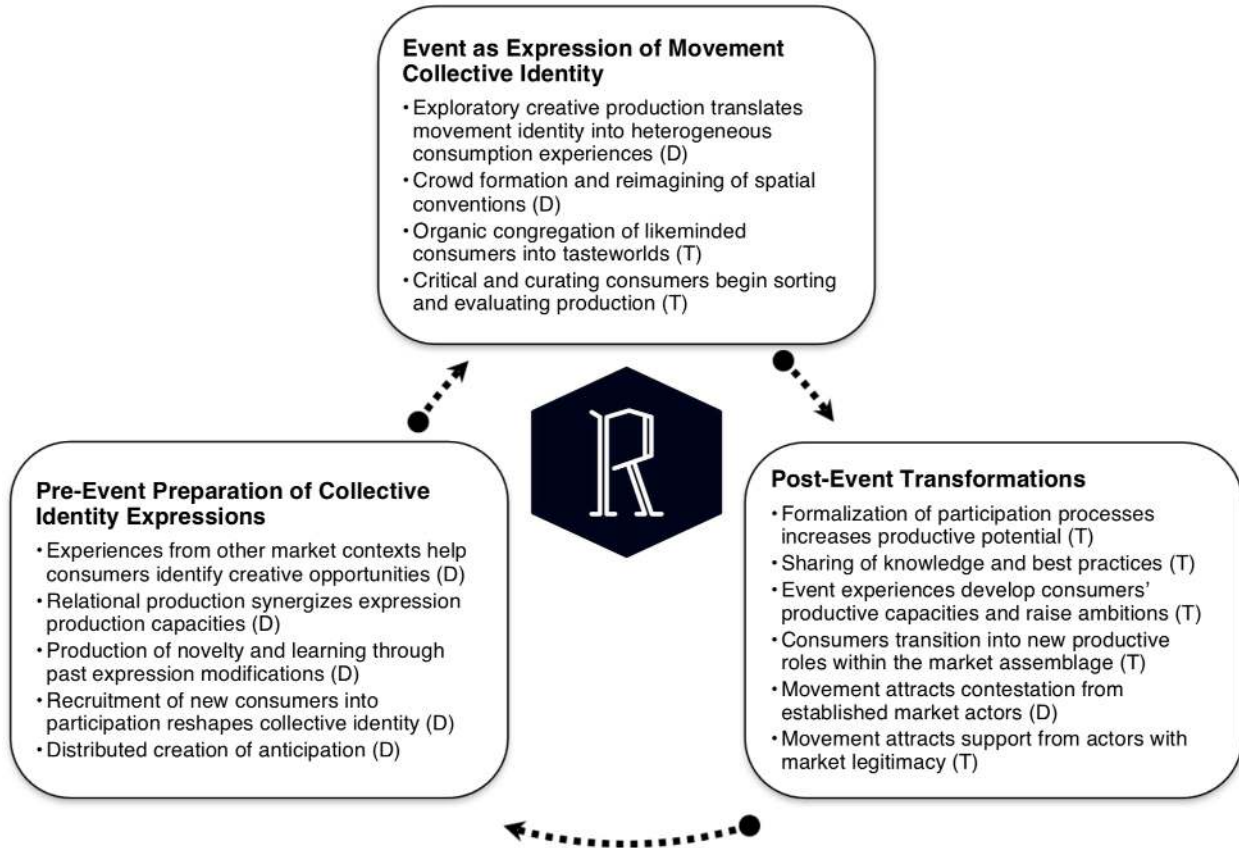 Event as Expression of Movement
Collective Identity
• Exploratory creative production translates
movement identity into heterogeneous
consumption experiences (D)
• Crowd formation and reimagining of spatial
conventions (D)
• Organic congregation of likeminded
consumers into tasteworlds (T)
• Critical and curating consumers begin sorting
and evaluating production (T)
R
Pre-Event Preparation of Collective
Identity Expressions
• Experiences from other market contexts help
consumers identify creative opportunities (D)
• Relational production synergizes expression
production capacities (D)
• Production of novelty and learning through
past expression modifications (D)
• Recruitment of new consumers into
participation reshapes collective identity (D)
• Distributed creation of anticipation (D)
Post-Event Transformations
• Formalization of participation processes
increases productive potential (T)
• Sharing of knowledge and best practices (T)
• Event experiences develop consumers’
productive capacities and raise ambitions (T)
• Consumers transition into new productive
roles within the market assemblage (T)
• Movement attracts contestation from
established market actors (D)
• Movement attracts support from actors with
market legitimacy (T)